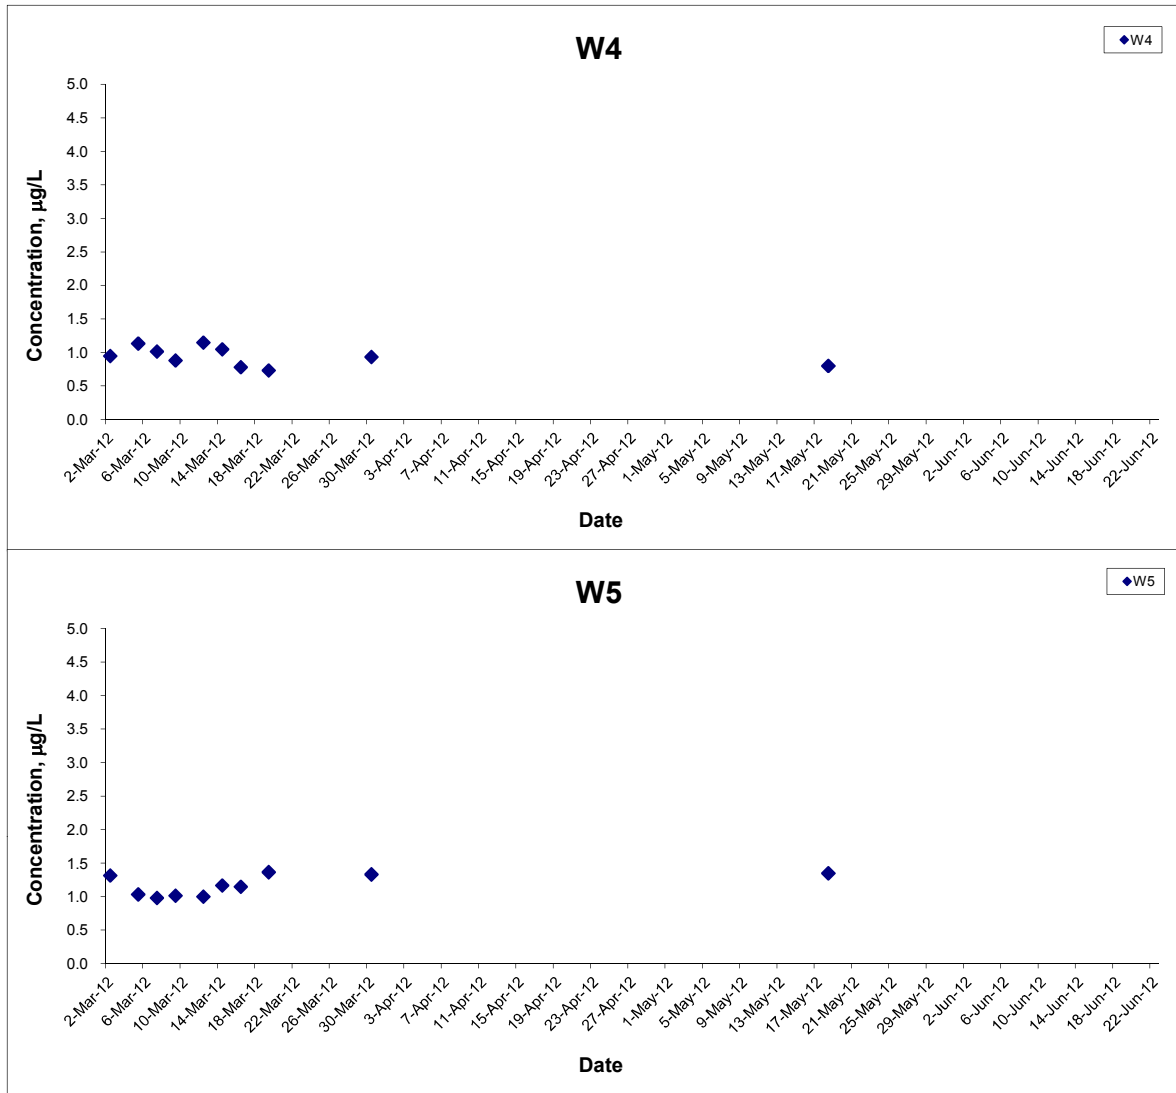 W4
W4
5.0
4.5
4.0
3.5
3.0
2.5
2.0
1.5
1.0
0.5
0.0
Concentration, µg/L
2-Mar-12
6-Mar-12
10-Mar-12
14-Mar-12
18-Mar-12
22-Mar-12
26-Mar-12
30-Mar-12
3-Apr-12
7-Apr-12
11-Apr-12
15-Apr-12
19-Apr-12
23-Apr-12
27-Apr-12
1-May-12
5-May-12
9-May-12
13-May-12
17-May-12
21-May-12
25-May-12
29-May-12
2-Jun-12
6-Jun-12
10-Jun-12
14-Jun-12
18-Jun-12
22-Jun-12
Date
W5
W5
5.0
4.5
4.0
3.5
3.0
2.5
2.0
1.5
1.0
0.5
0.0
Concentration, µg/L
2-Mar-12
6-Mar-12
10-Mar-12
14-Mar-12
18-Mar-12
22-Mar-12
26-Mar-12
30-Mar-12
3-Apr-12
7-Apr-12
11-Apr-12
15-Apr-12
19-Apr-12
23-Apr-12
27-Apr-12
1-May-12
5-May-12
9-May-12
13-May-12
17-May-12
21-May-12
25-May-12
29-May-12
2-Jun-12
6-Jun-12
10-Jun-12
14-Jun-12
18-Jun-12
22-Jun-12
Date